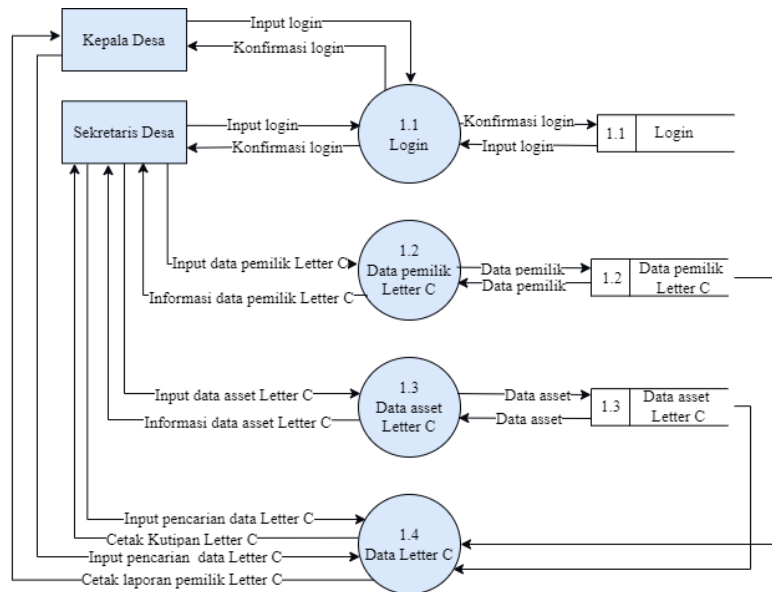 Kepala Desa
Input login
Konfirmasi login
Sekretaris Desa
Input login
Konfirmasi login
1.1
Login
Konfirmasi login
Input login
1.1
Login
Input data pemilik Letter C
Informasi data pemilik Letter C
1.2
Data pemilik
Letter C
Data pemilik
Data pemilik
1.2
Data pemilik
Letter C
Input data asset Letter C
Informasi data asset Letter C
1.3
Data asset
Letter C
Data asset
Data asset
1.3
Data asset
Letter C
Input pencarian data Letter C
Cetak Kutipan Letter C
Input pencarian data Letter C
Cetak laporan pemilik Letter C
1.4
Data Letter C